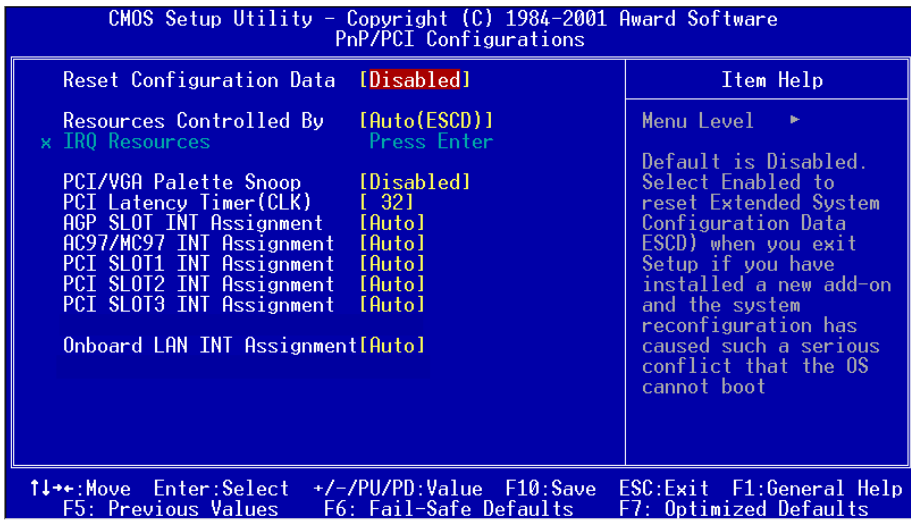 CMOS Setup Utility – Copyright (C) 1984-2001 Award Software
PnP/PCI Configurations
Reset Configuration Data [Disabled]
Resources Controlled By [Auto(ESCD)]
x IRQ Resources Press Enter
PCI/VGA Palette Snoop [Disabled]
PCI Latency Timer(CLK) [ 32]
AGP SLOT INT Assignment [Auto]
AC97/MC97 INT Assignment [Auto]
PCI SLOT1 INT Assignment [Auto]
PCI SLOT2 INT Assignment [Auto]
PCI SLOT3 INT Assignment [Auto]
Onboard LAN INT Assignment[Auto]
Item Help
Menu Level ►
Default is Disabled.
Select Enabled to
reset Extended System
Configuration Data
ESCD) when you exit
Setup if you have
installed a new add-on
and the system
reconfiguration has
caused such a serious
conflict that the OS
cannot boot
↑↓→←:Move Enter:Select +/-/PU/PD:Value F10:Save ESC:Exit F1:General Help
F5: Previous Values F6: Fail-Safe Defaults F7: Optimized Defaults